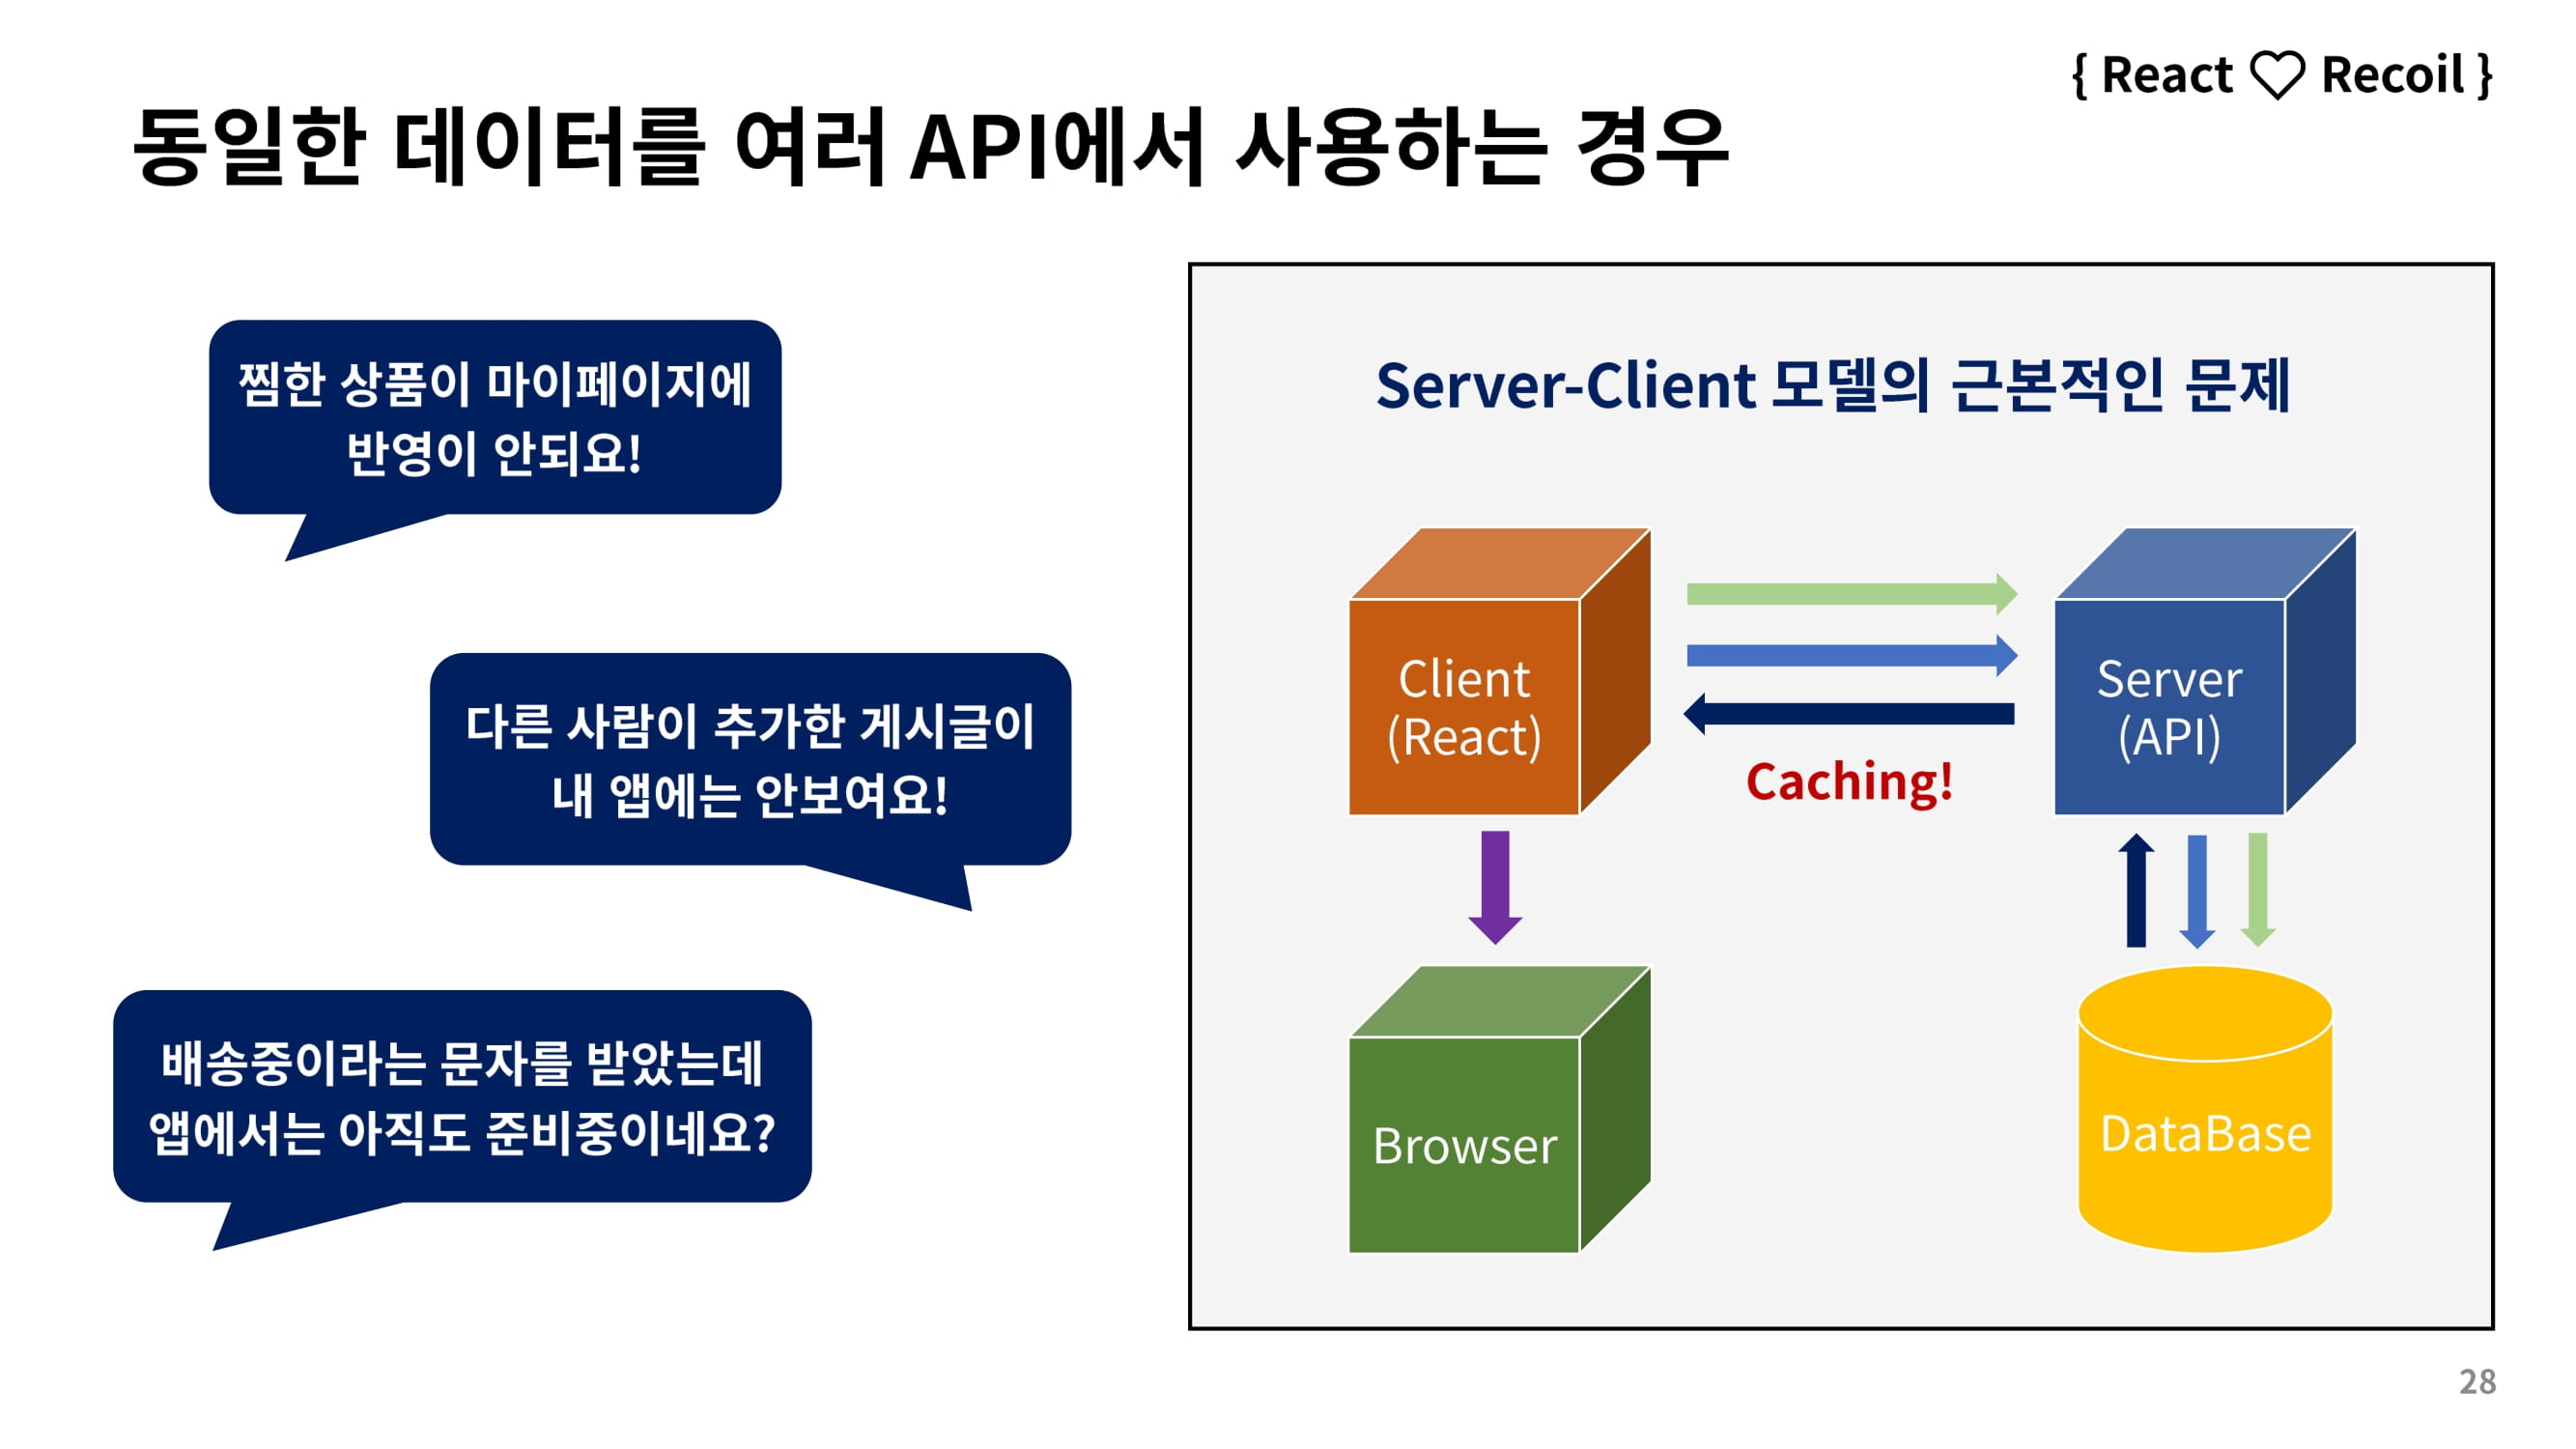 { React ♡ Recoil }
동일한 데이터를 여러 API에서 사용하는 경우
찜한 상품이 마이페이지에
반영이 안되요!
다른 사람이 추가한 게시글이
내 앱에는 안보여요!
배송중이라는 문자를 받았는데
앱에서는 아직도 준비중이네요?
Server-Client 모델의 근본적인 문제
Client
(React)
Server
(API)
Caching!
Browser
DataBase
28